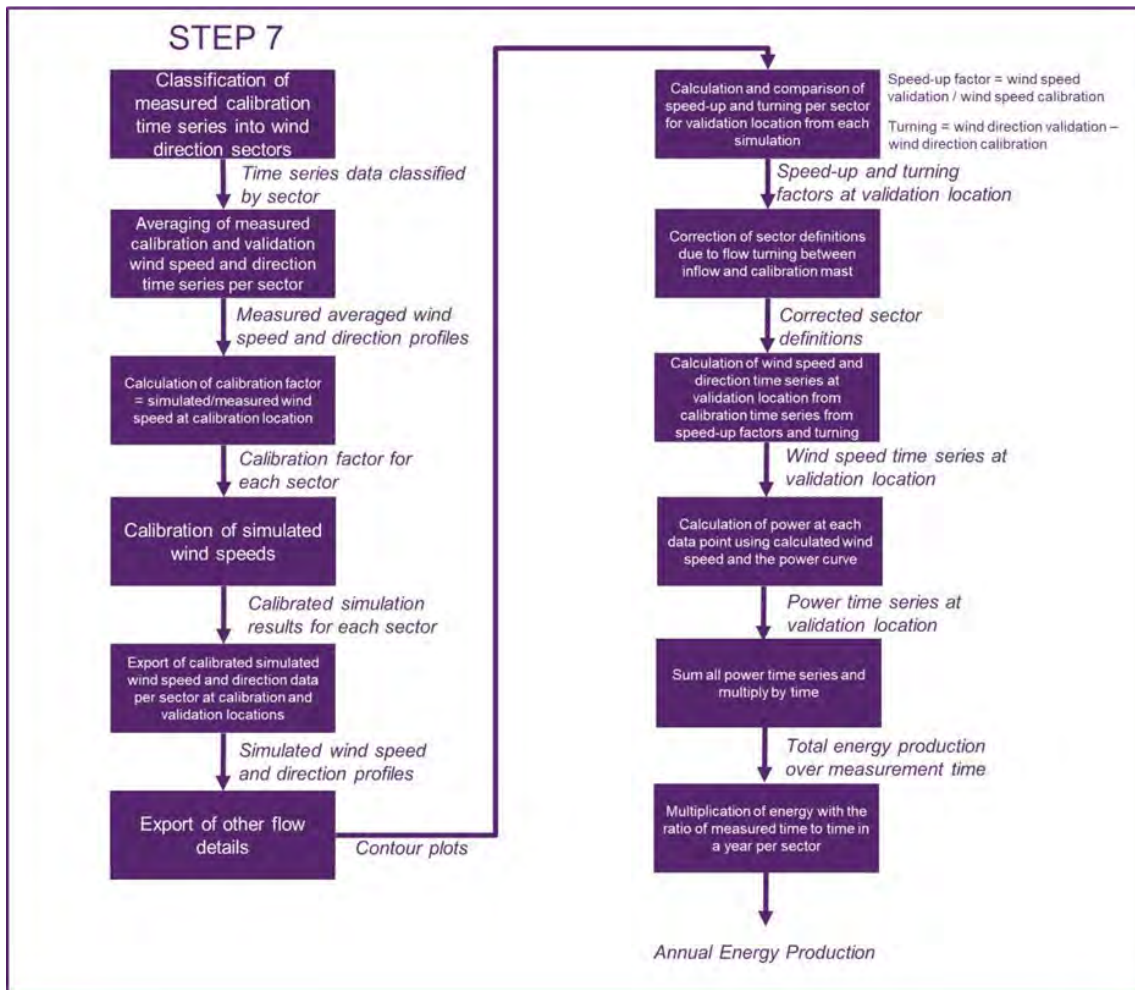 STEP 7
Classification of
measured calibration
time series into wind
direction sectors
Time series data classified
by sector
Averaging of measured
calibration and validation
wind speed and direction
time series per sector
Measured averaged wind
speed and direction profiles
Calculation of calibration factor
= simulated/measured wind
speed at calibration location
Calibration factor for
each sector
Calibration of simulated
wind speeds
Calibrated simulation
results for each sector
Export of calibrated simulated
wind speed and direction data
per sector at calibration and
validation locations
Simulated wind speed
and direction profiles
Export of other flow
details
Contour plots
Calculation and comparison of
speed-up and turning per sector
for validation location from each
simulation
Speed-up factor = wind speed
validation / wind speed calibration
Turning = wind direction validation –
wind direction calibration
Speed-up and turning
factors at validation location
Correction of sector definitions
due to flow turning between
inflow and calibration mast
Corrected sector
definitions
Calculation of wind speed and
direction time series at
validation location from
calibration time series from
speed-up factors and turning
Wind speed time series at
validation location
Calculation of power at each
data point using calculated wind
speed and the power curve
Power time series at
validation location
Sum all power time series and
multiply by time
Total energy production
over measurement time
Multiplication of energy with the
ratio of measured time to time in
a year per sector
Annual Energy Production